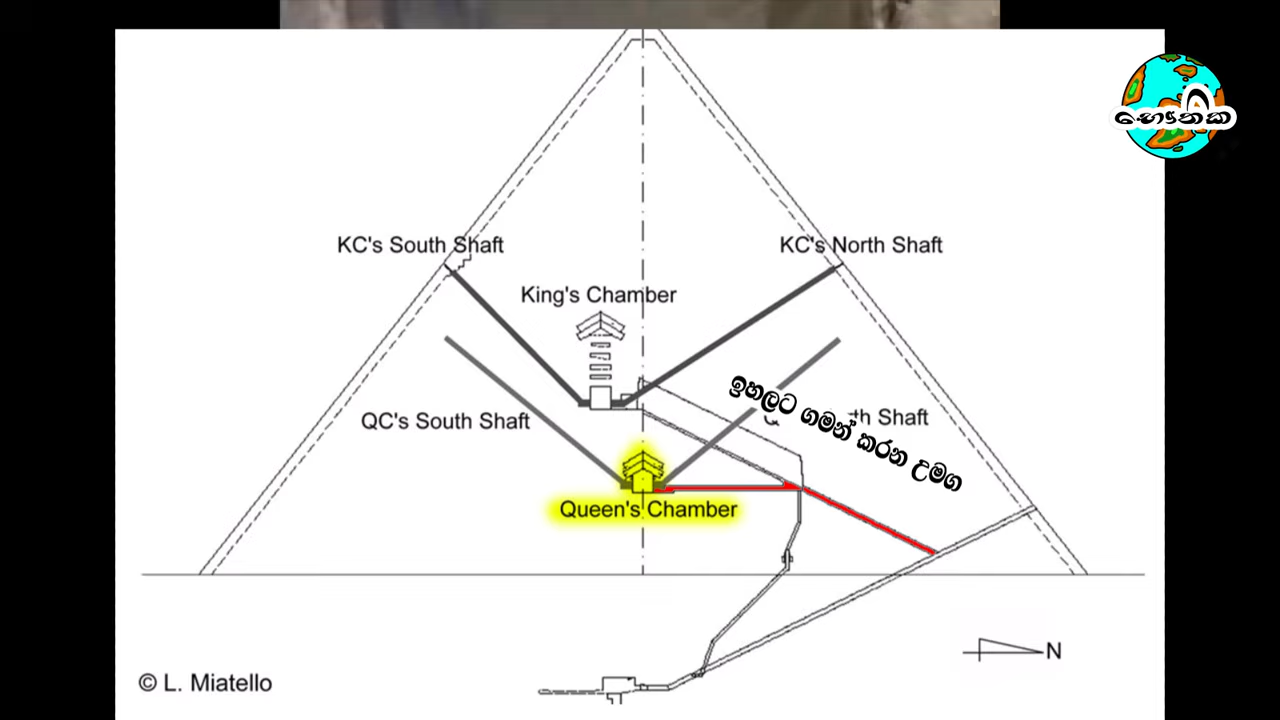 භෞතික
KC's South Shaft
KC's North Shaft
King's Chamber
ඉහලට ගමන් කරන උමග
QC's South Shaft
th Shaft
Queen's Chamber
N
© L. Miatello